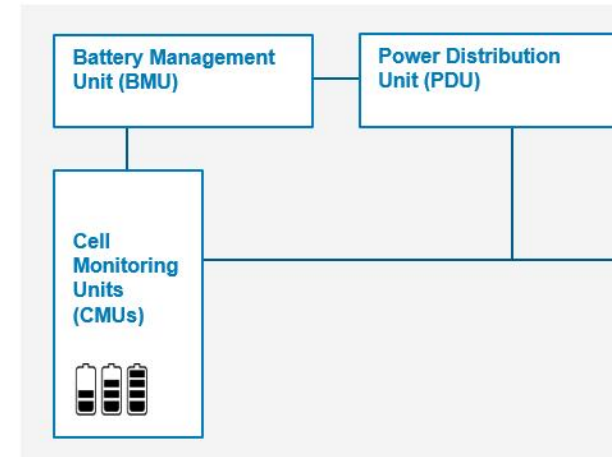 Battery Management
Unit (BMU)
Power Distribution
Unit (PDU)
Cell
Monitoring
Units
(CMUs)